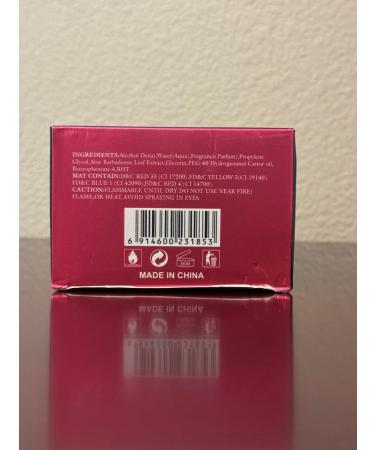 INGREDIENTS:Alcohol Denat,Water(Aqua),Fragrance(Parfum),Propylene
Glycol,Aloe Barbadensis Leaf Extract,Glycerin,PEG-40 Hydrogenated Castor oil,
Benzophenone-4,BHT
MAY CONTAIN:D&C RED 33 (CI 17200), FD&C YELLOW 5(CI 19140),
FD&C BLUE 1 (CI 42090),FD&C RED 4,(CI 14700).
CAUTION:FLAMMABLE UNTIL DRY.DO NOT USE NEAR FIRE/
FLAME,OR HEAT. AVOID SPRAYING IN EYES.
6 914600 231853
MADE IN CHINA